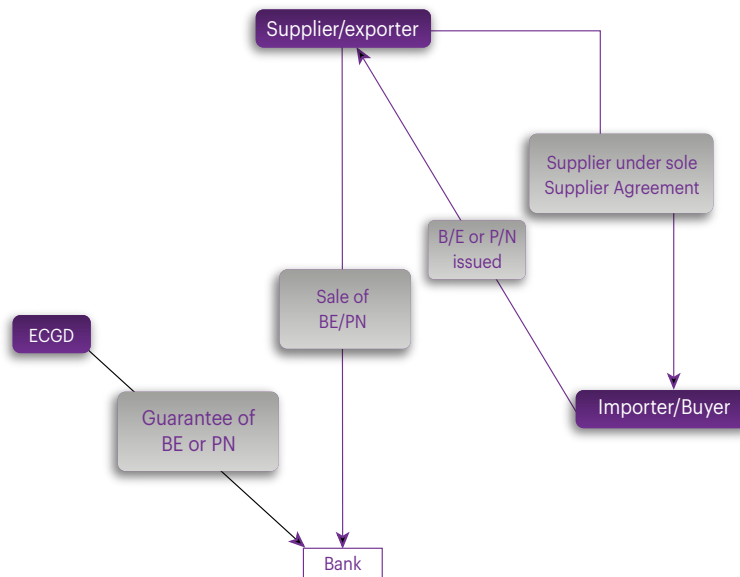 Supplier/exporter
Supplier under sole
Supplier Agreement
B/E or P/N
issued
Sale of
BE/PN
ECGD
Guarantee of
BE or PN
Importer/Buyer
Bank